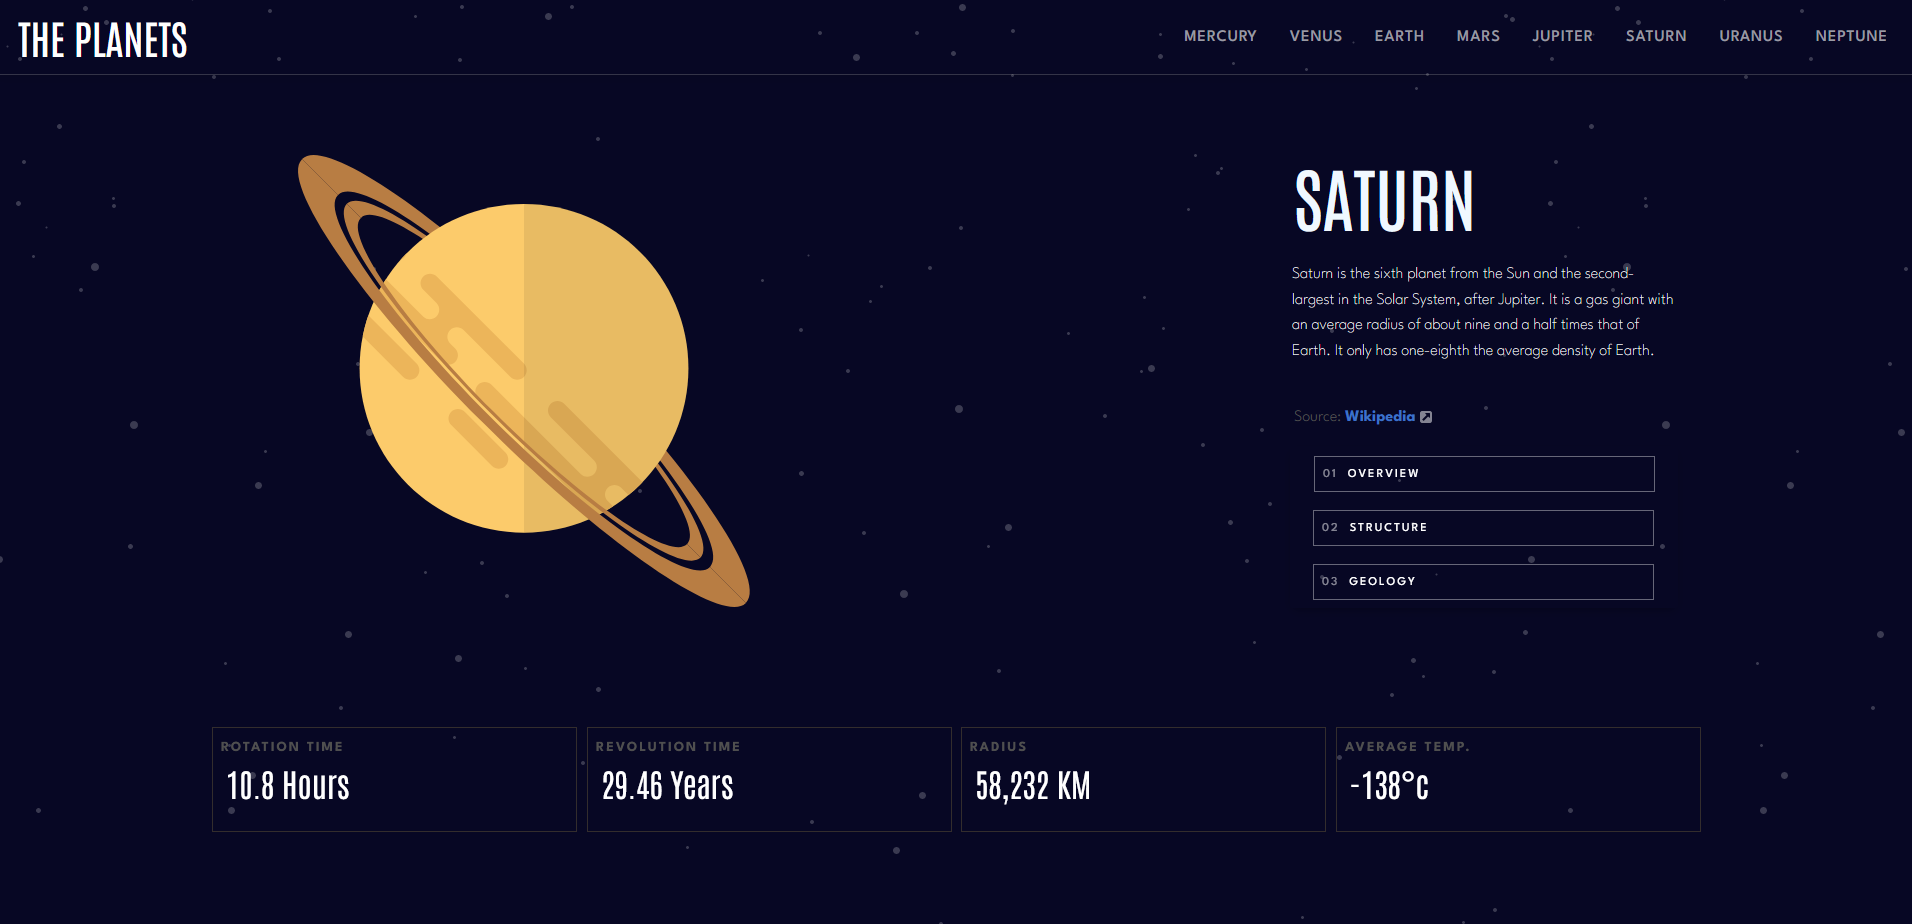 THE PLANETS
MERCURY VENUS EARTH MARS JUPITER SATURN URANUS NEPTUNE
SATURN
Saturn is the sixth planet from the Sun and the second-
largest in the Solar System, after Jupiter. It is a gas giant with
an average radius of about nine and a half times that of
Earth. It only has one-eighth the average density of Earth.
Source: Wikipedia
01 OVERVIEW
02 STRUCTURE
03 GEOLOGY
ROTATION TIME
10.8 Hours
REVOLUTION TIME
29.46 Years
RADIUS
58,232 KM
AVERAGE TEMP.
-138°c